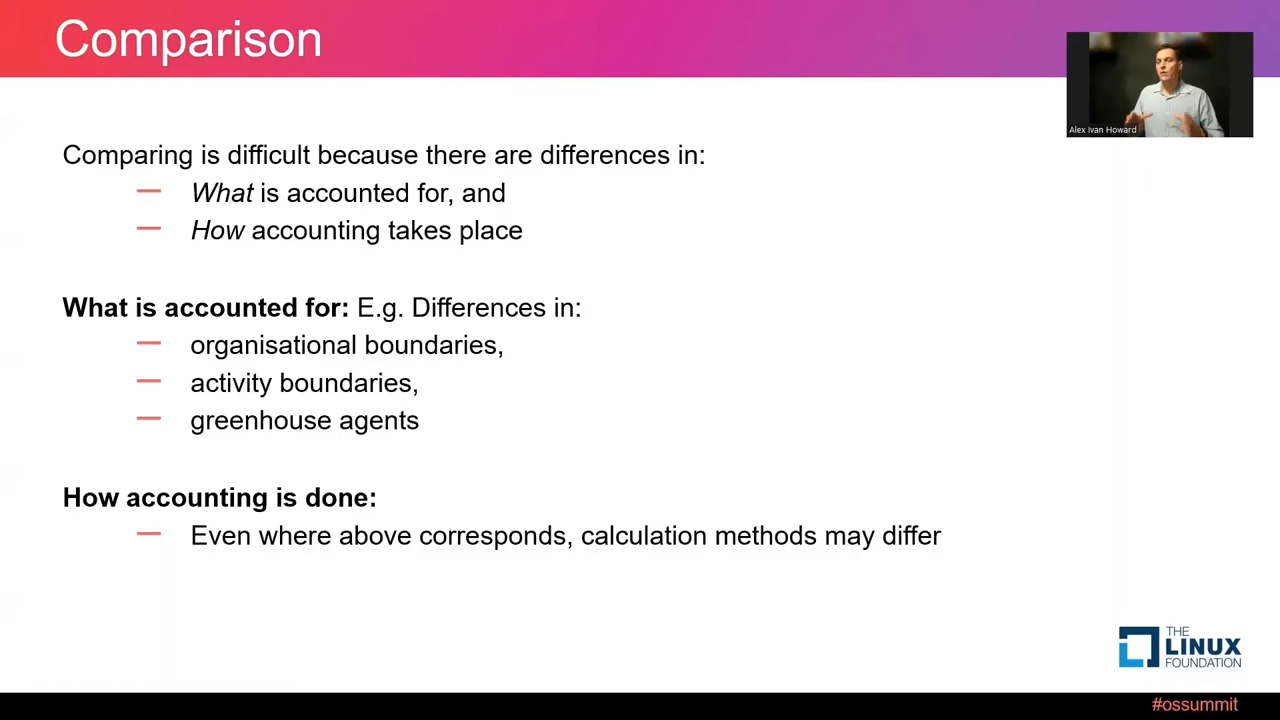 Comparison
Alex Ivan Howard
Comparing is difficult because there are differences in:
— What is accounted for, and
— How accounting takes place
What is accounted for: E.g. Differences in:
— organisational boundaries,
— activity boundaries,
— greenhouse agents
How accounting is done:
— Even where above corresponds, calculation methods may differ
THE
LINUX
FOUNDATION
#ossummit